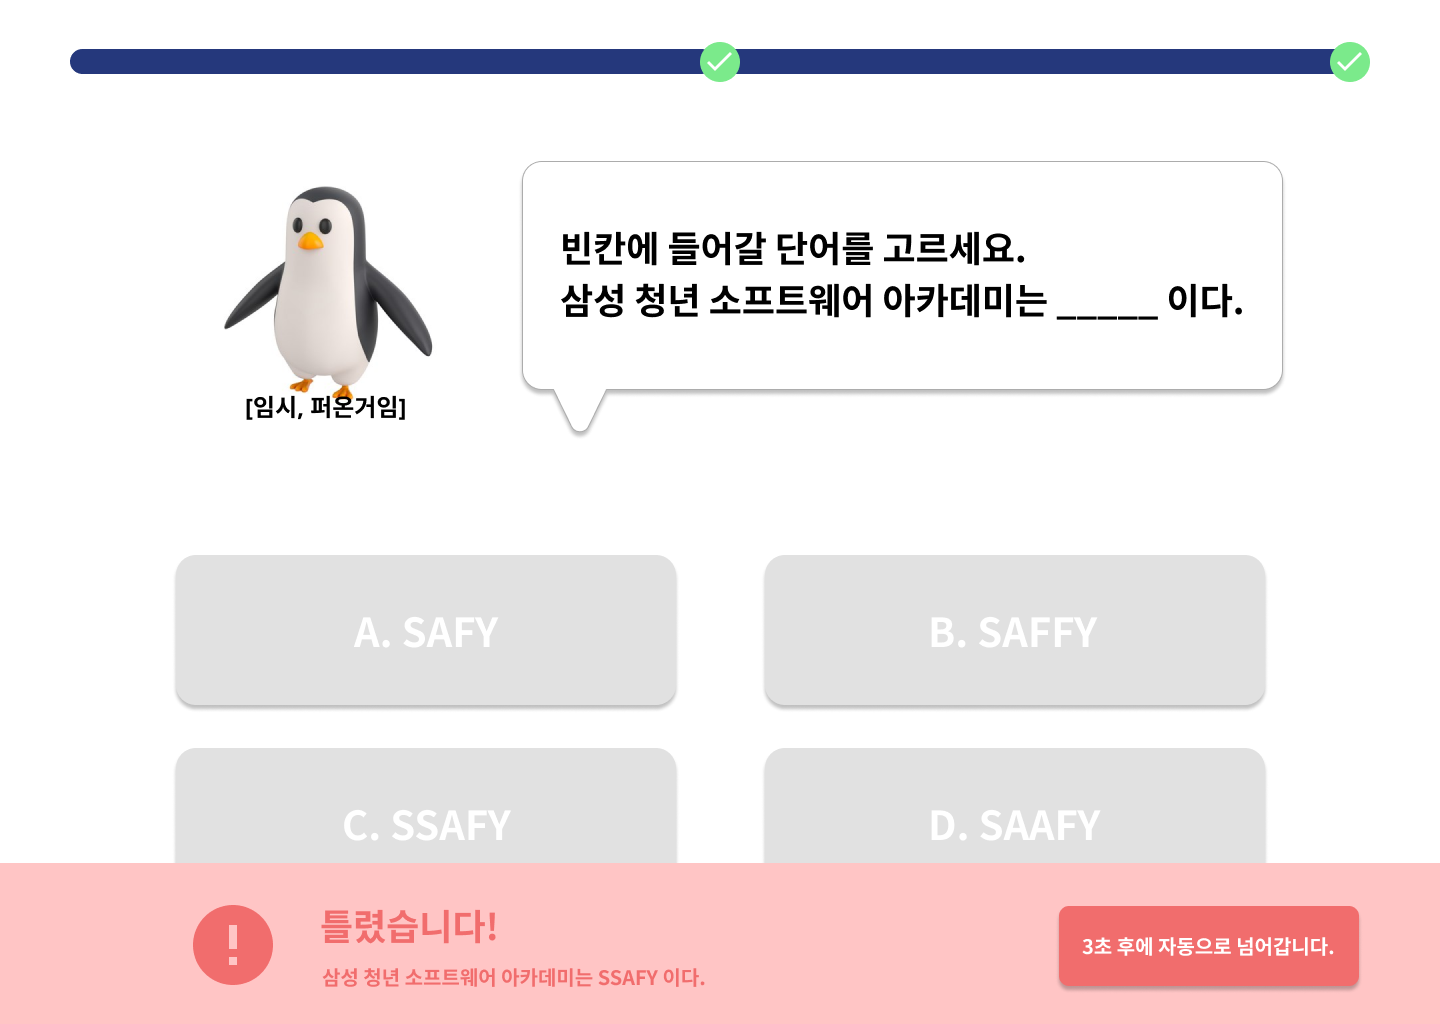 빈칸에 들어갈 단어를 고르세요.
삼성 청년 소프트웨어 아카데미는 _____ 이다.
[임시, 퍼온거임]
A. SAFY
B. SAFFY
C. SSAFY
D. SAAFY
틀렸습니다!
삼성 청년 소프트웨어 아카데미는 SSAFY 이다.
3초 후에 자동으로 넘어갑니다.